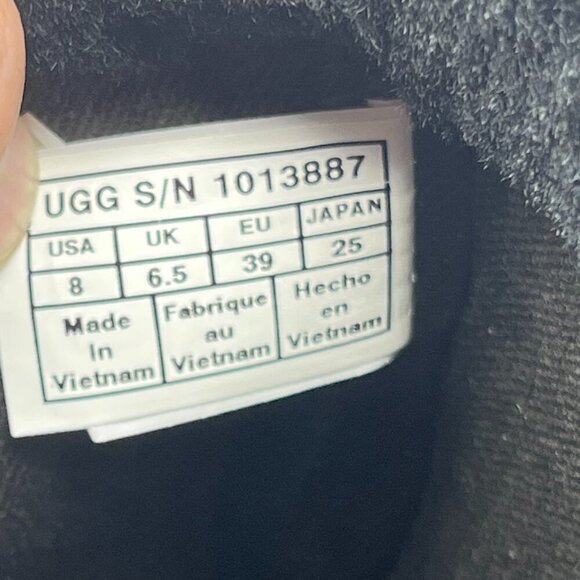 UGG S/N 1013887
USA UK EU JAPAN
8 6.5 39 25
Made In Vietnam
Fabrique au Vietnam
Hecho en Vietnam